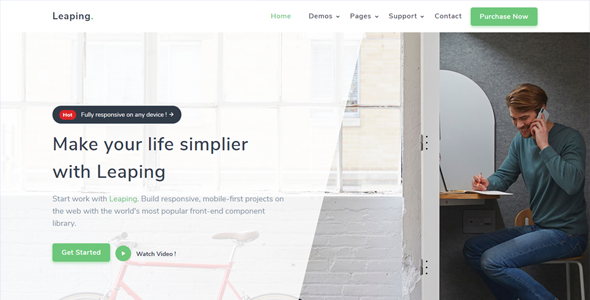 Leaping.
Home Demos Pages Support Contact Purchase Now
Hot Fully responsive on any device ! →
Make your life simplier
with Leaping
Start work with Leaping. Build responsive, mobile-first projects on
the web with the world's most popular front-end component
library.
Get Started Watch Video !